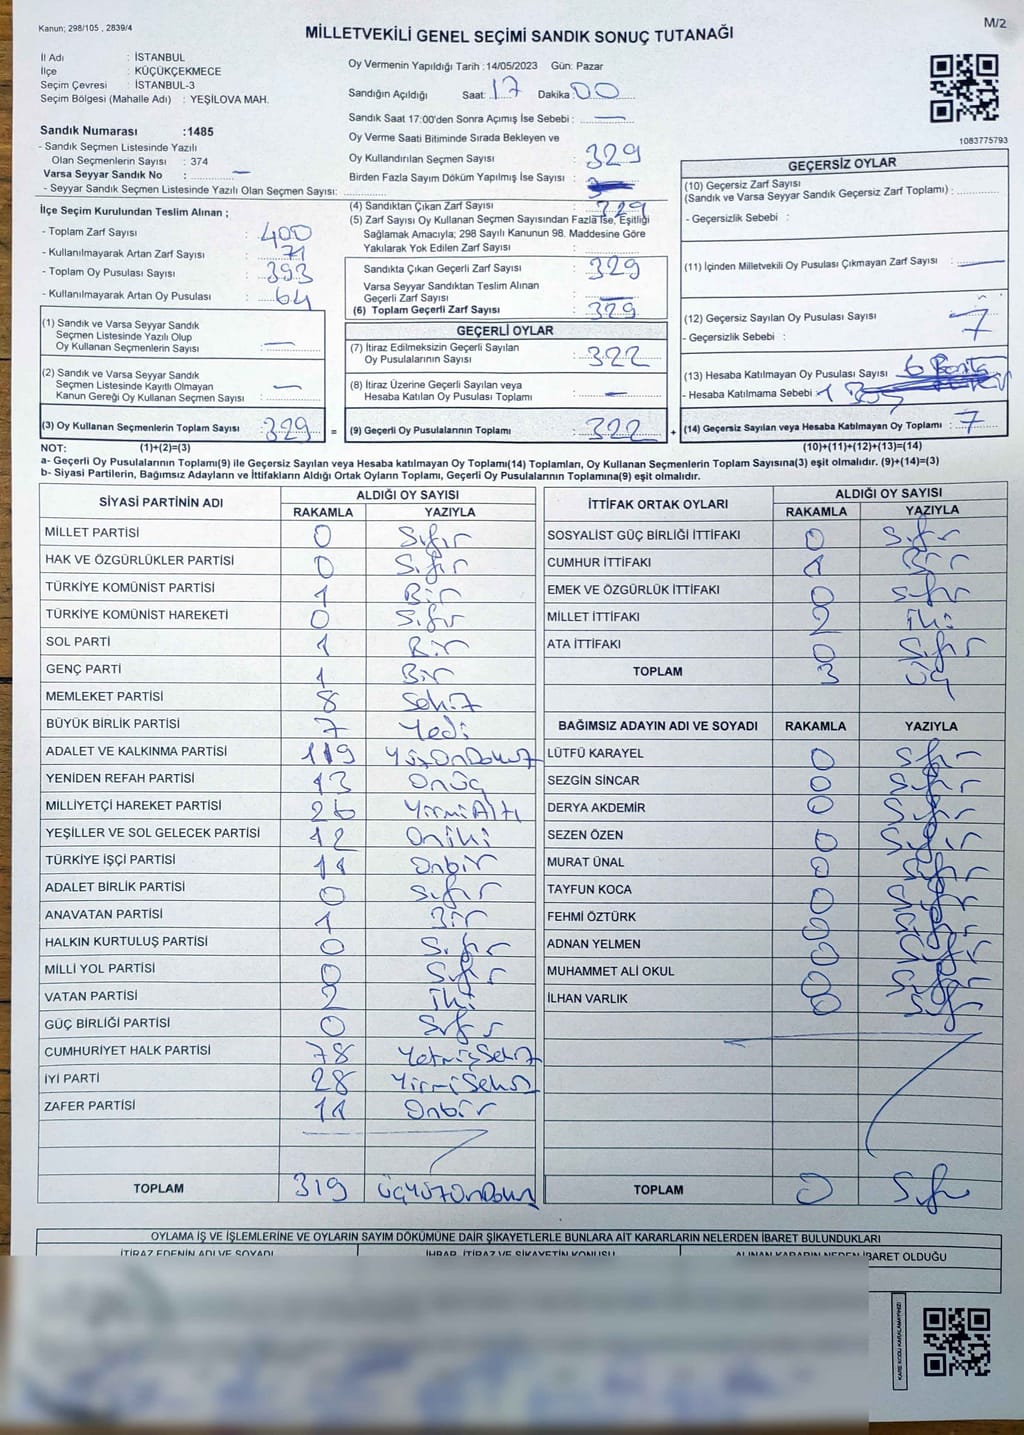 Kanun; 298/105 , 2839/4
M/2
MİLLETVEKİLİ GENEL SEÇİMİ SANDIK SONUÇ TUTANAĞI
İl Adı : İSTANBUL
İlçe : KÜÇÜKÇEKMECE
Seçim Çevresi : İSTANBUL-3
Seçim Bölgesi (Mahalle Adı) : YEŞİLOVA MAH.
Sandık Numarası :1485
- Sandık Seçmen Listesinde Yazılı
Olan Seçmenlerin Sayısı : 374
Varsa Seyyar Sandık No :
- Seyyar Sandık Seçmen Listesinde Yazılı Olan Seçmen Sayısı:
Oy Vermenin Yapıldığı Tarih :14/05/2023 Gün: Pazar
Sandığın Açıldığı Saat: 17 Dakika 00
Sandık Saat 17:00'den Sonra Açımış İse Sebebi : —
Oy Verme Saati Bitiminde Sırada Bekleyen ve
Oy Kullandırılan Seçmen Sayısı : 329
Birden Fazla Sayım Döküm Yapılmış İse Sayısı :
1083775793
İlçe Seçim Kurulundan Teslim Alınan ;
- Toplam Zarf Sayısı : 400
- Kullanılmayarak Artan Zarf Sayısı : 71
- Toplam Oy Pusulası Sayısı : 393
- Kullanılmayarak Artan Oy Pusulası : 64
(4) Sandıktan Çıkan Zarf Sayısı : 329
(5) Zarf Sayısı Oy Kullanan Seçmen Sayısından Fazla İse, Eşitliği
Sağlamak Amacıyla; 298 Sayılı Kanunun 98. Maddesine Göre
Yakılarak Yok Edilen Zarf Sayısı :
Sandıkta Çıkan Geçerli Zarf Sayısı : 329
Varsa Seyyar Sandıktan Teslim Alınan
Geçerli Zarf Sayısı : —
(6) Toplam Geçerli Zarf Sayısı : 329
GEÇERSİZ OYLAR
(10) Geçersiz Zarf Sayısı
(Sandık ve Varsa Seyyar Sandık Geçersiz Zarf Toplamı) :
- Geçersizlik Sebebi :
(11) İçinden Milletvekili Oy Pusulası Çıkmayan Zarf Sayısı : —
(12) Geçersiz Sayılan Oy Pusulası Sayısı : 7
- Geçersizlik Sebebi :
(13) Hesaba Katılmayan Oy Pusulası Sayısı 6
- Hesaba Katılmama Sebebi 1
(14) Geçersiz Sayılan veya Hesaba Katılmayan Oy Toplamı : 7
(1) Sandık ve Varsa Seyyar Sandık
Seçmen Listesinde Yazılı Olup
Oy Kullanan Seçmenlerin Sayısı : —
(2) Sandık ve Varsa Seyyar Sandık
Seçmen Listesinde Kayıtlı Olmayan
Kanun Gereği Oy Kullanan Seçmen Sayısı : —
(3) Oy Kullanan Seçmenlerin Toplam Sayısı : 329 =
GEÇERLİ OYLAR
(7) İtiraz Edilmeksizin Geçerli Sayılan
Oy Pusulalarının Sayısı : 322
(8) İtiraz Üzerine Geçerli Sayılan veya
Hesaba Katılan Oy Pusulası Toplamı : —
(9) Geçerli Oy Pusulalarının Toplamı : 322 +
NOT: (1)+(2)=(3) (10)+(11)+(12)+(13)=(14)
a- Geçerli Oy Pusulalarının Toplamı(9) ile Geçersiz Sayılan veya Hesaba katılmayan Oy Toplamı(14) Toplamları, Oy Kullanan Seçmenlerin Toplam Sayısına(3) eşit olmalıdır. (9)+(14)=(3)
b- Siyasi Partilerin, Bağımsız Adayların ve İttifakların Aldığı Ortak Oyların Toplamı, Geçerli Oy Pusulalarının Toplamına(9) eşit olmalıdır.
SİYASİ PARTİNİN ADI ALDIĞI OY SAYISI
RAKAMLA YAZIYLA
MİLLET PARTİSİ 0 Sıfır
HAK VE ÖZGÜRLÜKLER PARTİSİ 0 Sıfır
TÜRKİYE KOMÜNİST PARTİSİ 1 Bir
TÜRKİYE KOMÜNİST HAREKETİ 0 Sıfır
SOL PARTİ 1 Bir
GENÇ PARTİ 1 Bir
MEMLEKET PARTİSİ 8 Sekiz
BÜYÜK BİRLİK PARTİSİ 7 Yedi
ADALET VE KALKINMA PARTİSİ 119 YüzOnDokuz
YENİDEN REFAH PARTİSİ 13 Onüç
MİLLİYETÇİ HAREKET PARTİSİ 26 YirmiAltı
YEŞİLLER VE SOL GELECEK PARTİSİ 12 Oniki
TÜRKİYE İŞÇİ PARTİSİ 11 Onbir
ADALET BİRLİK PARTİSİ 0 Sıfır
ANAVATAN PARTİSİ 1 Bir
HALKIN KURTULUŞ PARTİSİ 0 Sıfır
MİLLİ YOL PARTİSİ 0 Sıfır
VATAN PARTİSİ 2 İki
GÜÇ BİRLİĞİ PARTİSİ 0 Sıfır
CUMHURİYET HALK PARTİSİ 78 YetmişSekiz
İYİ PARTİ 28 YirmiSekiz
ZAFER PARTİSİ 11 Onbir
TOPLAM 319 ÜçYüzOnDokuz
İTTİFAK ORTAK OYLARI ALDIĞI OY SAYISI
RAKAMLA YAZIYLA
SOSYALİST GÜÇ BİRLİĞİ İTTİFAKI 0 Sıfır
CUMHUR İTTİFAKI 1 Bir
EMEK VE ÖZGÜRLÜK İTTİFAKI 0 Sıfır
MİLLET İTTİFAKI 2 İki
ATA İTTİFAKI 0 Sıfır
TOPLAM 3 Üç
BAĞIMSIZ ADAYIN ADI VE SOYADI RAKAMLA YAZIYLA
LÜTFÜ KARAYEL 0 Sıfır
SEZGİN SİNCAR 0 Sıfır
DERYA AKDEMİR 0 Sıfır
SEZEN ÖZEN 0 Sıfır
MURAT ÜNAL 0 Sıfır
TAYFUN KOCA 0 Sıfır
FEHMİ ÖZTÜRK 0 Sıfır
ADNAN YELMEN 0 Sıfır
MUHAMMET ALİ OKUL 0 Sıfır
İLHAN VARLIK 0 Sıfır
TOPLAM 0 Sıfır
OYLAMA İŞ VE İŞLEMLERİNE VE OYLARIN SAYIM DÖKÜMÜNE DAİR ŞİKAYETLERLE BUNLARA AİT KARARLARIN NELERDEN İBARET BULUNDUKLARI
İTİRAZ EDENİN ADI VE SOYADI İHBAR, İTİRAZ VE ŞİKAYETİN KONUSU ALINAN KARARIN NEDEN İBARET OLDUĞU
KARE KODU KARALAMAYINIZ!